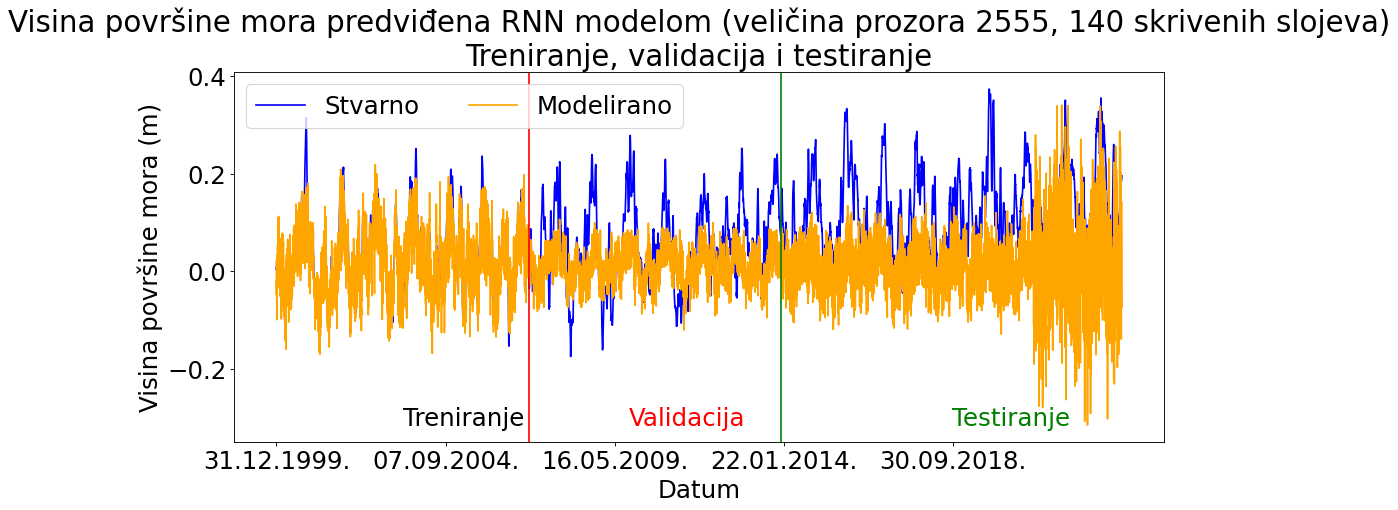 Visina površine mora predviđena RNN modelom (veličina prozora 2555, 140 skrivenih slojeva)
Treniranje, validacija i testiranje
Stvarno
Modelirano
Visina površine mora (m)
0.4
0.2
0.0
−0.2
Treniranje
Validacija
Testiranje
31.12.1999.
07.09.2004.
16.05.2009.
22.01.2014.
30.09.2018.
Datum